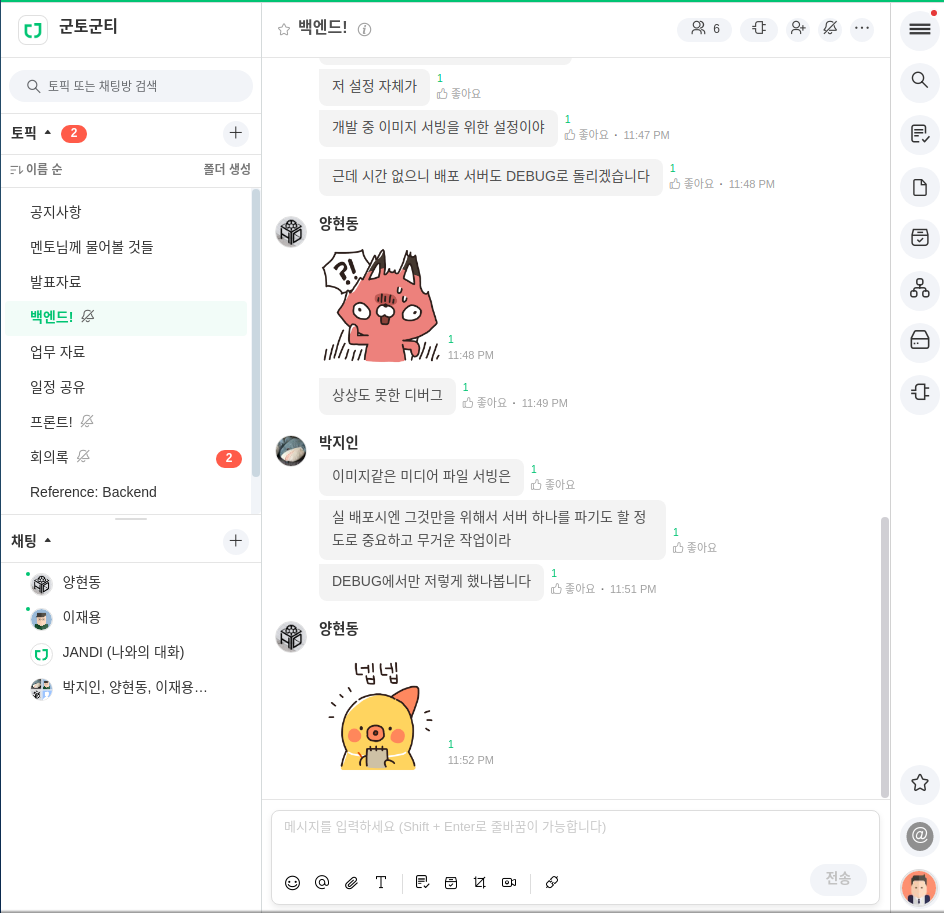 군토군티
토픽 또는 채팅방 검색
토픽 2
이름 순
폴더 생성
공지사항
멘토님께 물어볼 것들
발표자료
백엔드!
업무 자료
일정 공유
프론트!
회의록 2
Reference: Backend
채팅
양현동
이재용
JANDI (나와의 대화)
박지인, 양현동, 이재용…
백엔드!
6
저 설정 자체가
1
좋아요
개발 중 이미지 서빙을 위한 설정이야
1
좋아요 · 11:47 PM
근데 시간 없으니 배포 서버도 DEBUG로 돌리겠습니다
1
좋아요 · 11:48 PM
양현동
?!
1
11:48 PM
상상도 못한 디버그
1
좋아요 · 11:49 PM
박지인
이미지같은 미디어 파일 서빙은
1
좋아요
실 배포시엔 그것만을 위해서 서버 하나를 파기도 할 정
도로 중요하고 무거운 작업이라
1
좋아요
DEBUG에서만 저렇게 했나봅니다
1
좋아요 · 11:51 PM
양현동
넵넵
1
11:52 PM
메시지를 입력하세요 (Shift + Enter로 줄바꿈이 가능합니다)
전송